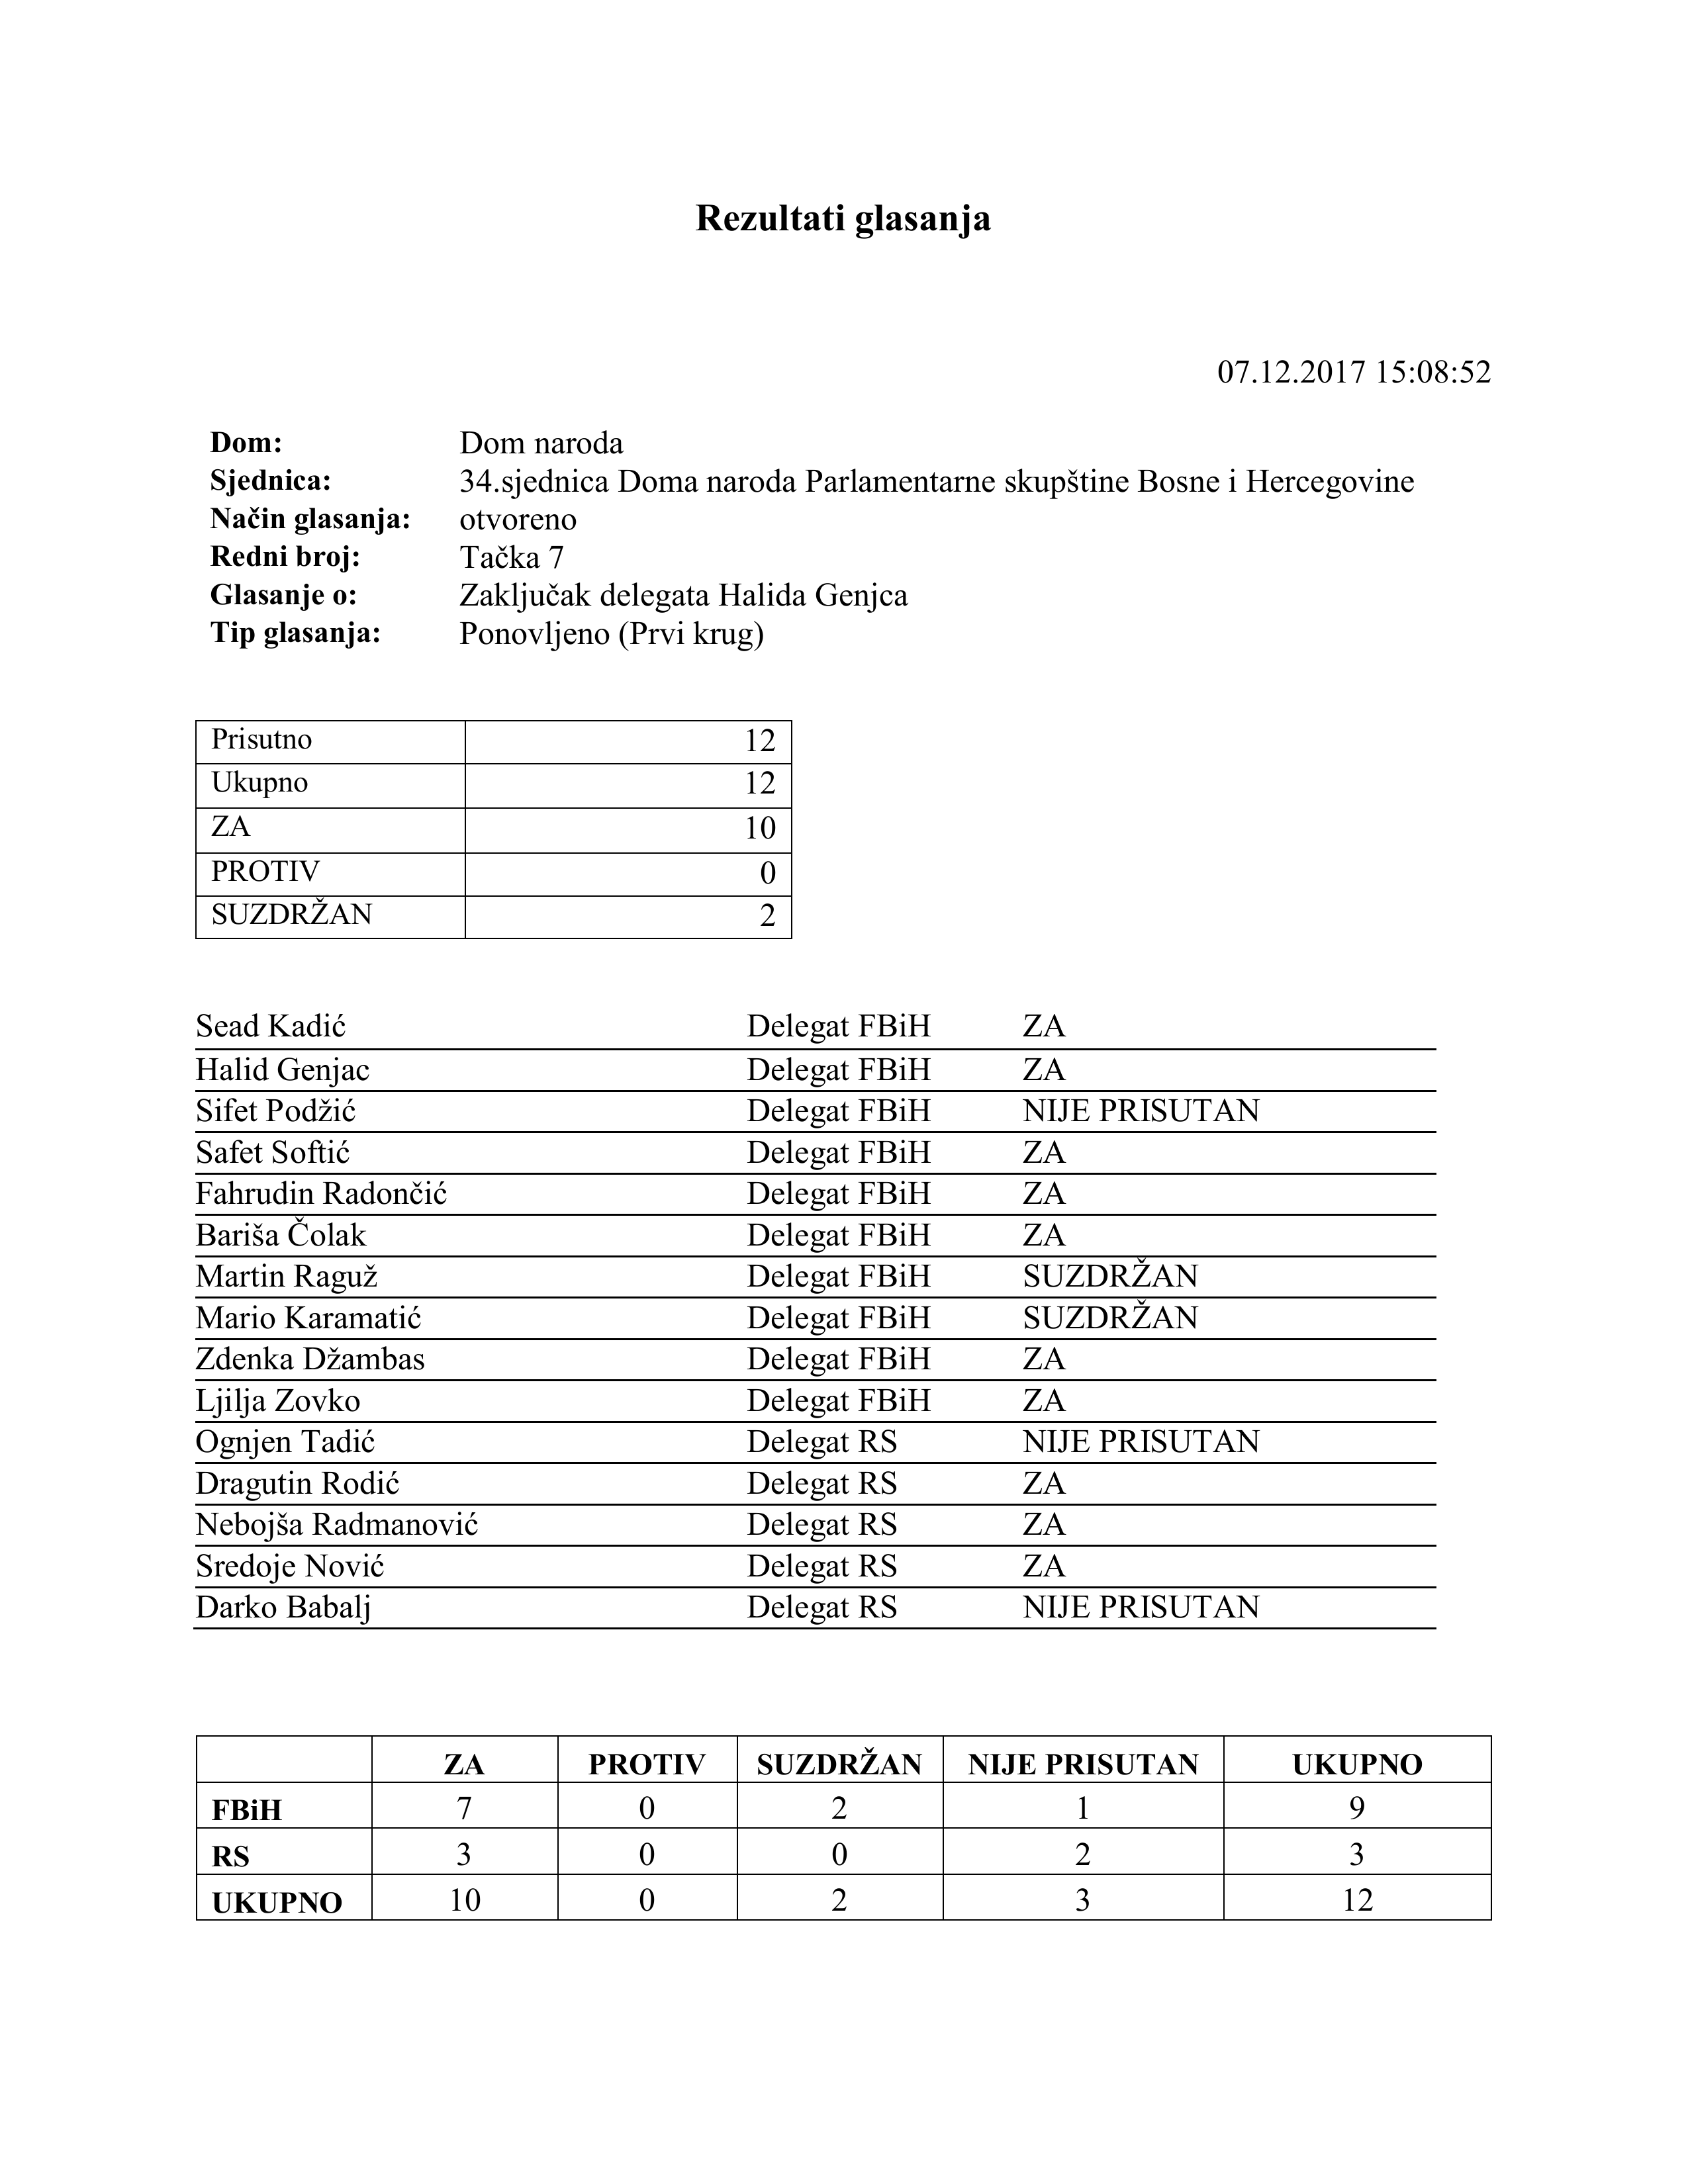 Rezultati glasanja
07.12.2017 15:08:52
Dom: Dom naroda
Sjednica: 34.sjednica Doma naroda Parlamentarne skupštine Bosne i Hercegovine
Način glasanja: otvoreno
Redni broj: Tačka 7
Glasanje o: Zaključak delegata Halida Genjca
Tip glasanja: Ponovljeno (Prvi krug)
Prisutno 12
Ukupno 12
ZA 10
PROTIV 0
SUZDRŽAN 2
Sead Kadić Delegat FBiH ZA
Halid Genjac Delegat FBiH ZA
Sifet Podžić Delegat FBiH NIJE PRISUTAN
Safet Softić Delegat FBiH ZA
Fahrudin Radončić Delegat FBiH ZA
Bariša Čolak Delegat FBiH ZA
Martin Raguž Delegat FBiH SUZDRŽAN
Mario Karamatić Delegat FBiH SUZDRŽAN
Zdenka Džambas Delegat FBiH ZA
Ljilja Zovko Delegat FBiH ZA
Ognjen Tadić Delegat RS NIJE PRISUTAN
Dragutin Rodić Delegat RS ZA
Nebojša Radmanović Delegat RS ZA
Sredoje Nović Delegat RS ZA
Darko Babalj Delegat RS NIJE PRISUTAN
ZA PROTIV SUZDRŽAN NIJE PRISUTAN UKUPNO
FBiH 7 0 2 1 9
RS 3 0 0 2 3
UKUPNO 10 0 2 3 12